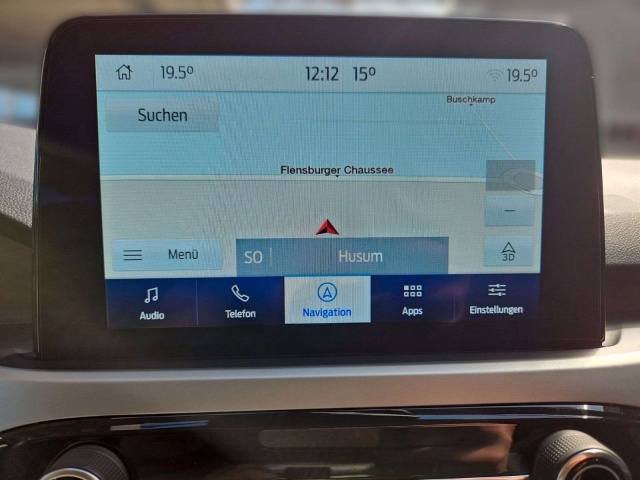 19.5° 12:12 15° 19.5°
Buschkamp
Suchen
Flensburger Chaussee
–
3D
Menü
SO | Husum
Audio Telefon Navigation Apps Einstellungen